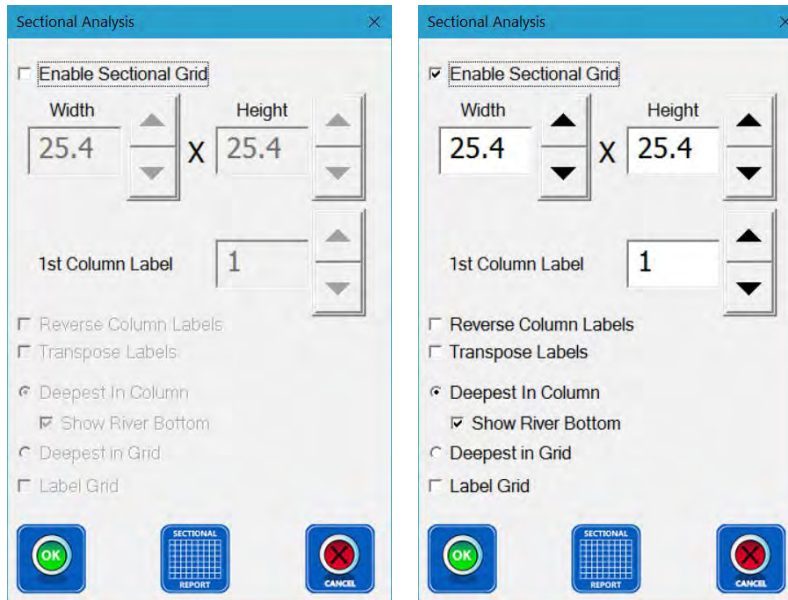 Sectional Analysis
Enable Sectional Grid
Width Height
25.4 X 25.4
1st Column Label 1
Reverse Column Labels
Transpose Labels
Deepest In Column
Show River Bottom
Deepest in Grid
Label Grid
OK
SECTIONAL
REPORT
CANCEL
Sectional Analysis
Enable Sectional Grid
Width Height
25.4 X 25.4
1st Column Label 1
Reverse Column Labels
Transpose Labels
Deepest In Column
Show River Bottom
Deepest in Grid
Label Grid
OK
SECTIONAL
REPORT
CANCEL